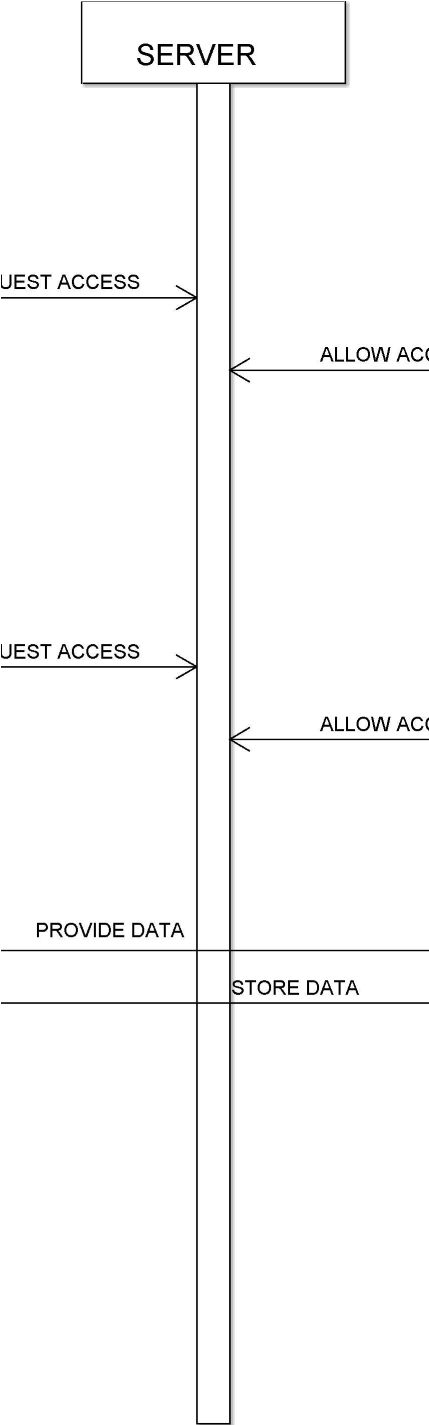 SERVER
UEST ACCESS
ALLOW ACC
UEST ACCESS
ALLOW ACC
PROVIDE DATA
STORE DATA